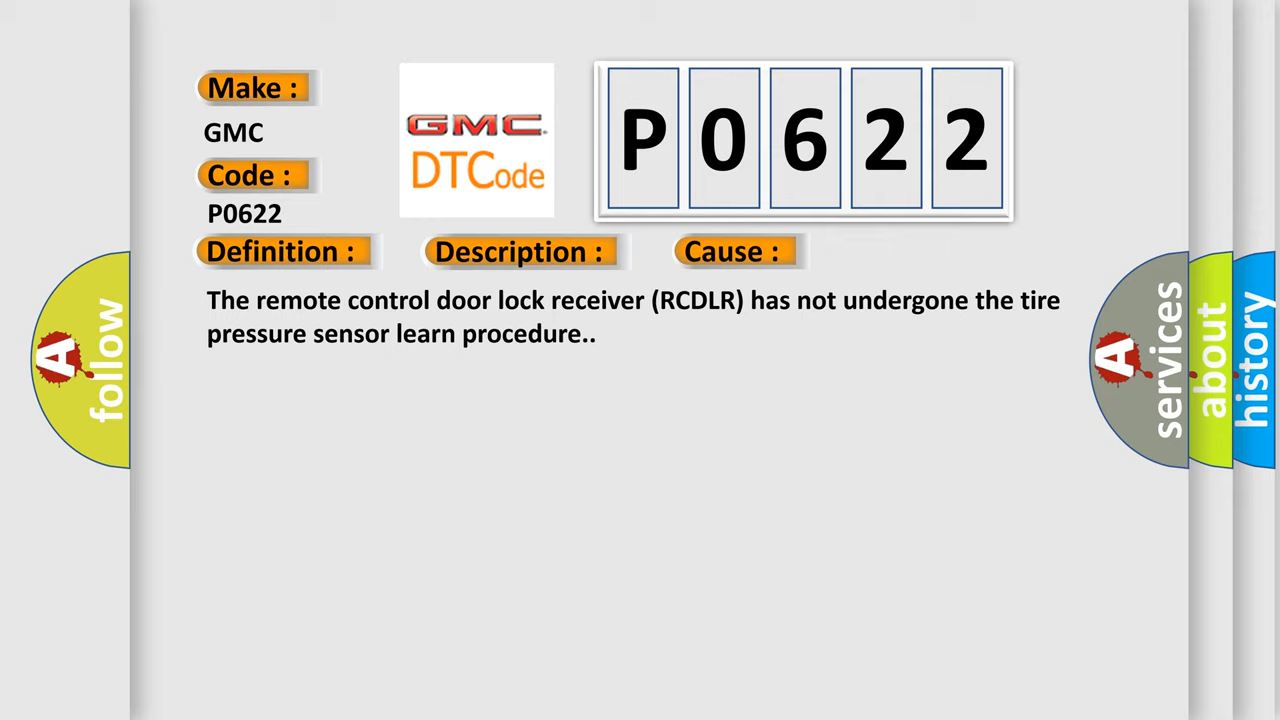 Make :
GMC
Code :
P0622
GMC
DTCode
P0622
Definition :
Description :
Cause :
The remote control door lock receiver (RCDLR) has not undergone the tire
pressure sensor learn procedure..
A
follow
A
services
about
history